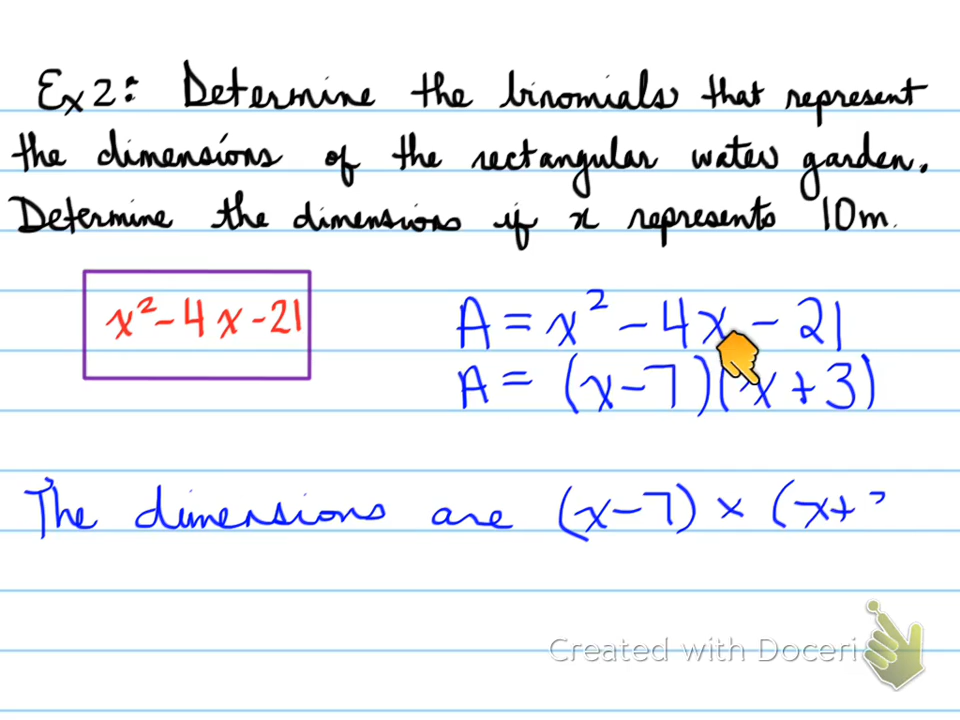 Ex 2: Determine the binomials that represent
the dimensions of the rectangular water garden.
Determine the dimensions if x represents 10m.
x² - 4x - 21
A = x² - 4x - 21
A = (x - 7)(x + 3)
The dimensions are (x - 7) × (x +
Created with Doceri